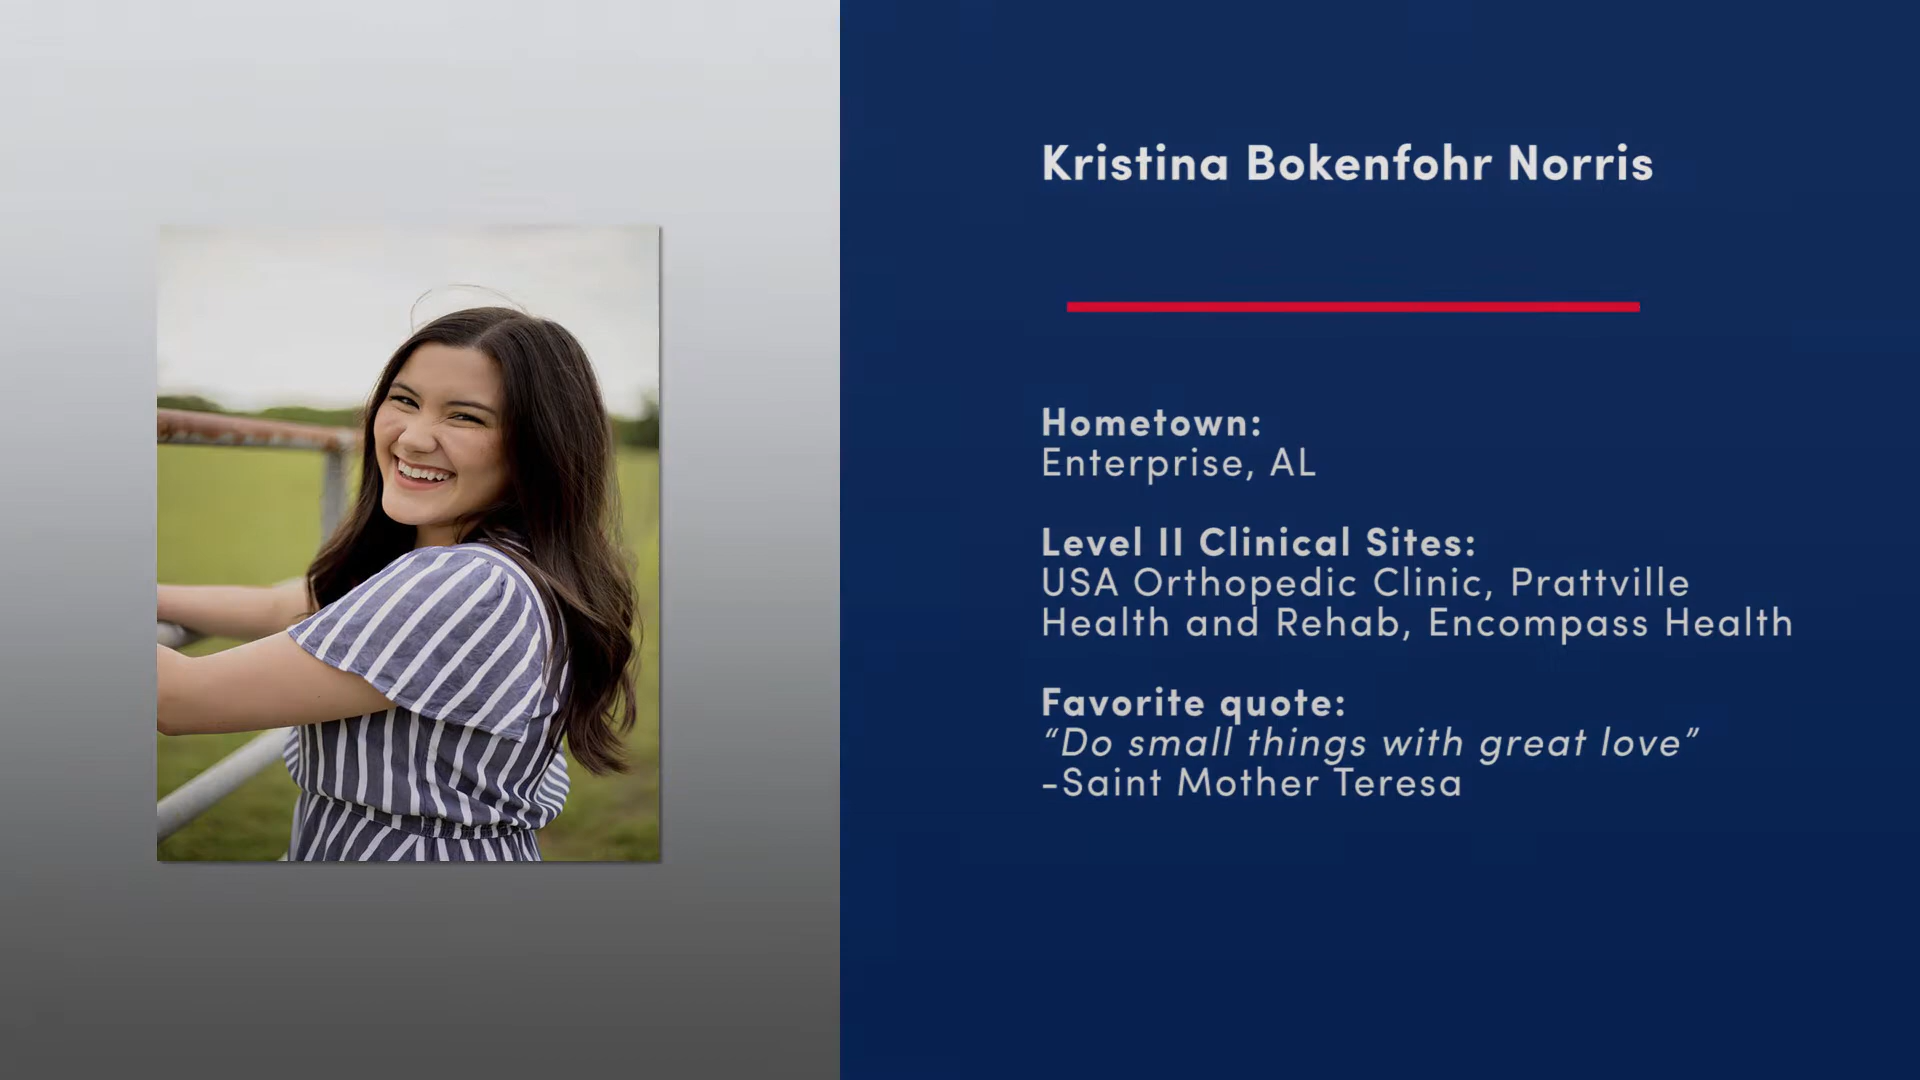 Kristina Bokenfohr Norris
Hometown:
Enterprise, AL
Level II Clinical Sites:
USA Orthopedic Clinic, Prattville
Health and Rehab, Encompass Health
Favorite quote:
“Do small things with great love”
-Saint Mother Teresa